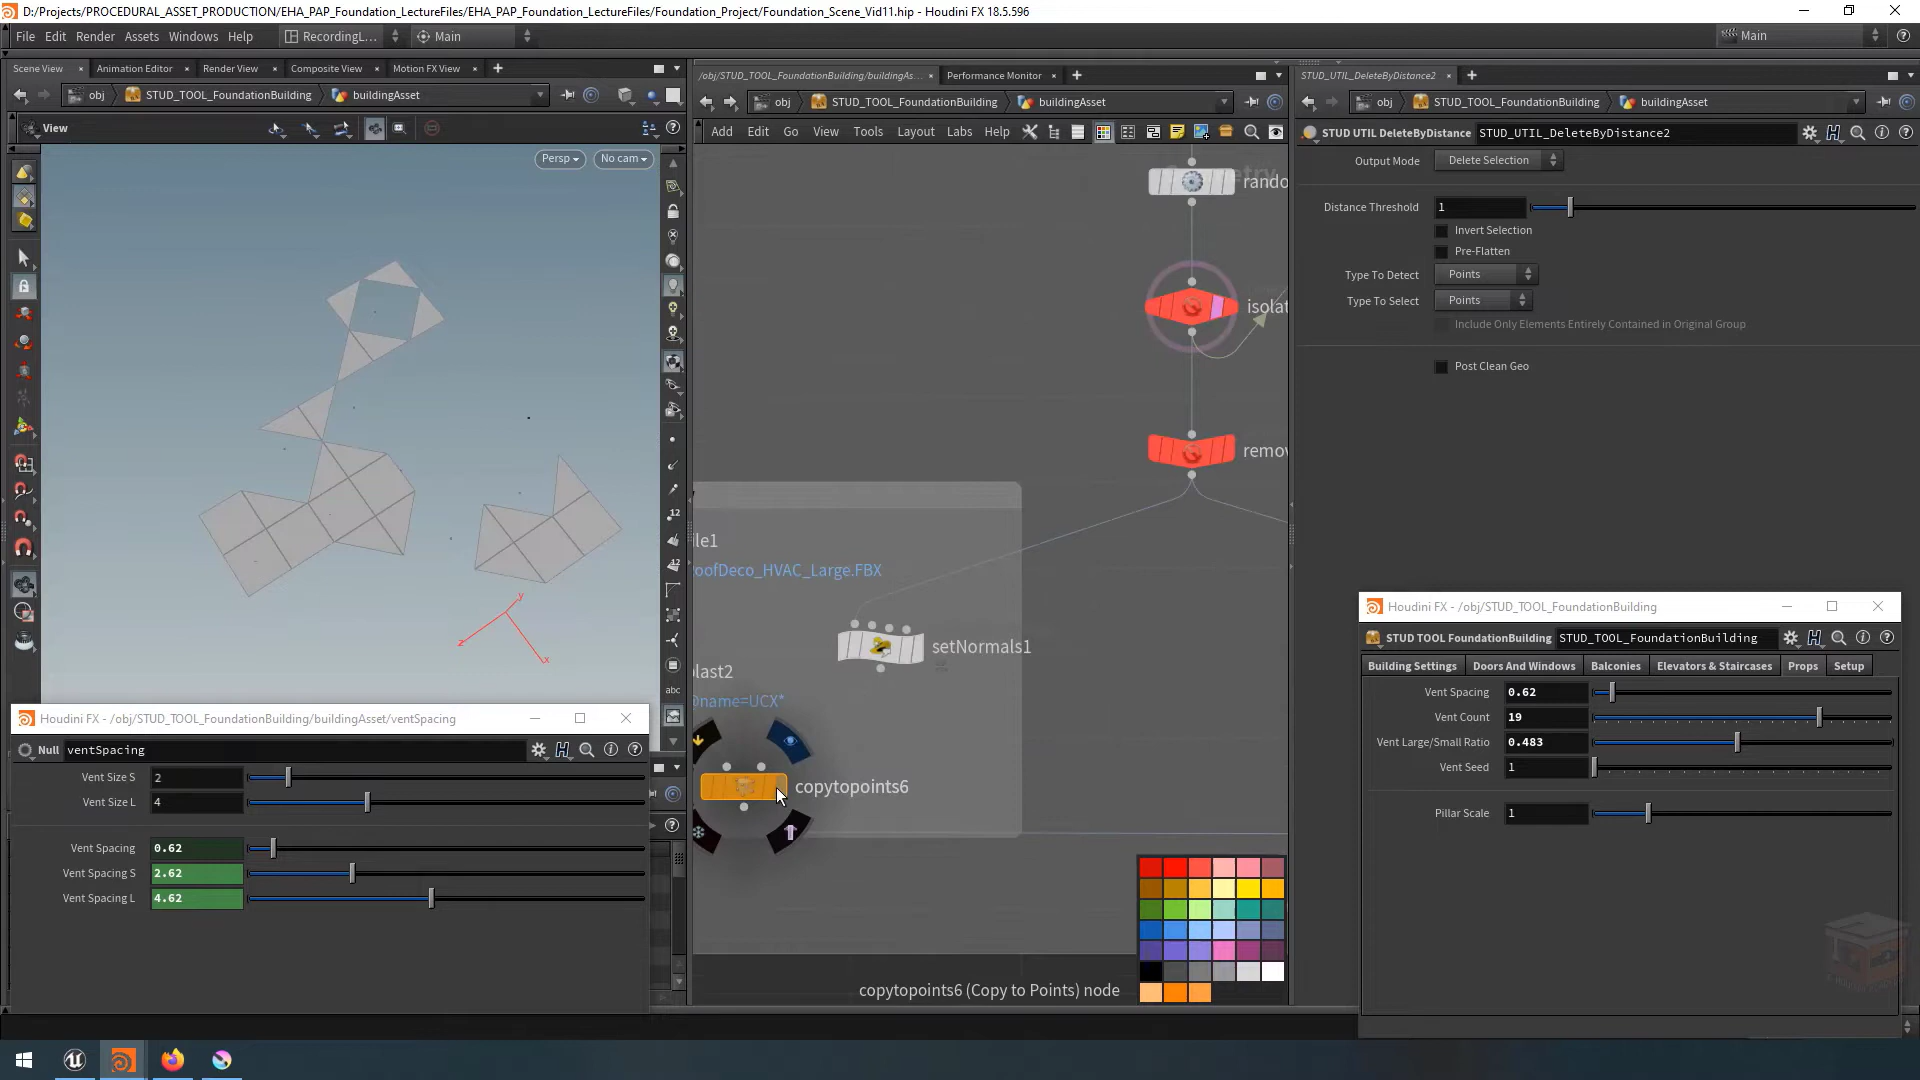 D:/Projects/PROCEDURAL_ASSET_PRODUCTION/EHA_PAP_Foundation_LectureFiles/EHA_PAP_Foundation_LectureFiles/Foundation_Project/Foundation_Scene_Vid11.hip - Houdini FX 18.5.596
File Edit Render Assets Windows Help RecordingL... Main Main
Scene View Animation Editor Render View Composite View Motion FX View
obj STUD_TOOL_FoundationBuilding buildingAsset
View
Persp No cam
/obj/STUD_TOOL_FoundationBuilding/buildingAs... Performance Monitor
obj STUD_TOOL_FoundationBuilding buildingAsset
Add Edit Go View Tools Layout Labs Help
rando
isolat
remov
ile1
oofDeco_HVAC_Large.FBX
setNormals1
last2
name=UCX*
copytopoints6
copytopoints6 (Copy to Points) node
z y x
12
12
abc
STUD_UTIL_DeleteByDistance2
obj STUD_TOOL_FoundationBuilding buildingAsset
STUD UTIL DeleteByDistance STUD_UTIL_DeleteByDistance2
Output Mode Delete Selection
Distance Threshold 1
Invert Selection
Pre-Flatten
Type To Detect Points
Type To Select Points
Include Only Elements Entirely Contained in Original Group
Post Clean Geo
Houdini FX - /obj/STUD_TOOL_FoundationBuilding/buildingAsset/ventSpacing
Null ventSpacing
Vent Size S 2
Vent Size L 4
Vent Spacing 0.62
Vent Spacing S 2.62
Vent Spacing L 4.62
Houdini FX - /obj/STUD_TOOL_FoundationBuilding
STUD TOOL FoundationBuilding STUD_TOOL_FoundationBuilding
Building Settings Doors And Windows Balconies Elevators & Staircases Props Setup
Vent Spacing 0.62
Vent Count 19
Vent Large/Small Ratio 0.483
Vent Seed 1
Pillar Scale 1